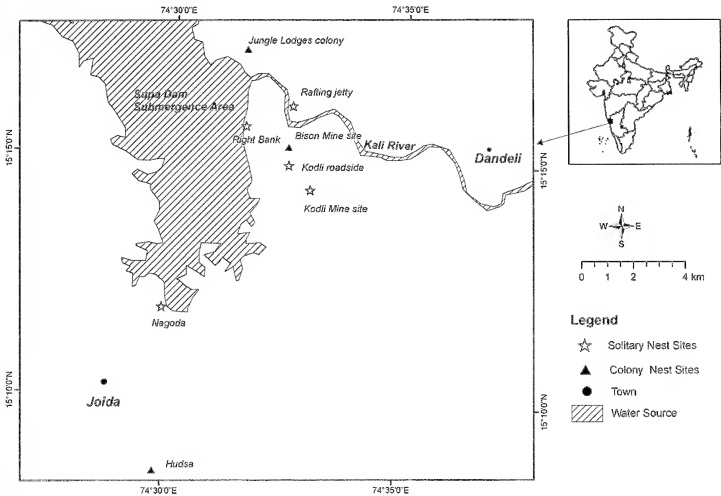 74°30'0"E
74°35'0"E
Jungle Lodges colony
Supa Dam
Submergence Area
Rafting jetty
Right Bank
Bison Mine site
Kali River
Dandeli
15°15'0"N
15°15'0"N
Kodli roadside
Kodli Mine site
Nagoda
N
W
E
S
0 1 2 4 km
Legend
Solitary Nest Sites
Colony Nest Sites
Town
Water Source
15°10'0"N
15°10'0"N
Joida
Hudsa
74°30'0"E
74°35'0"E